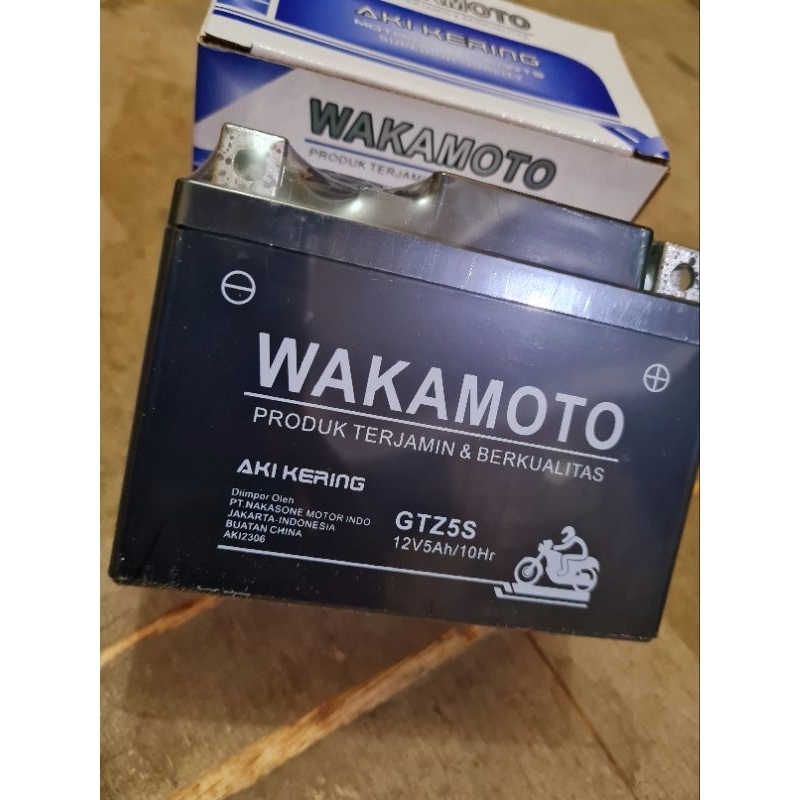 WAKAMOTO
AKI KERING
WAKAMOTO
PRODUK
WAKAMOTO
PRODUK TERJAMIN & BERKUALITAS
AKI KERING
Diimpor Oleh
PT.NAKASONE MOTOR INDO
JAKARTA-INDONESIA
BUATAN CHINA
AKI2306
GTZ5S
12V5Ah/10Hr